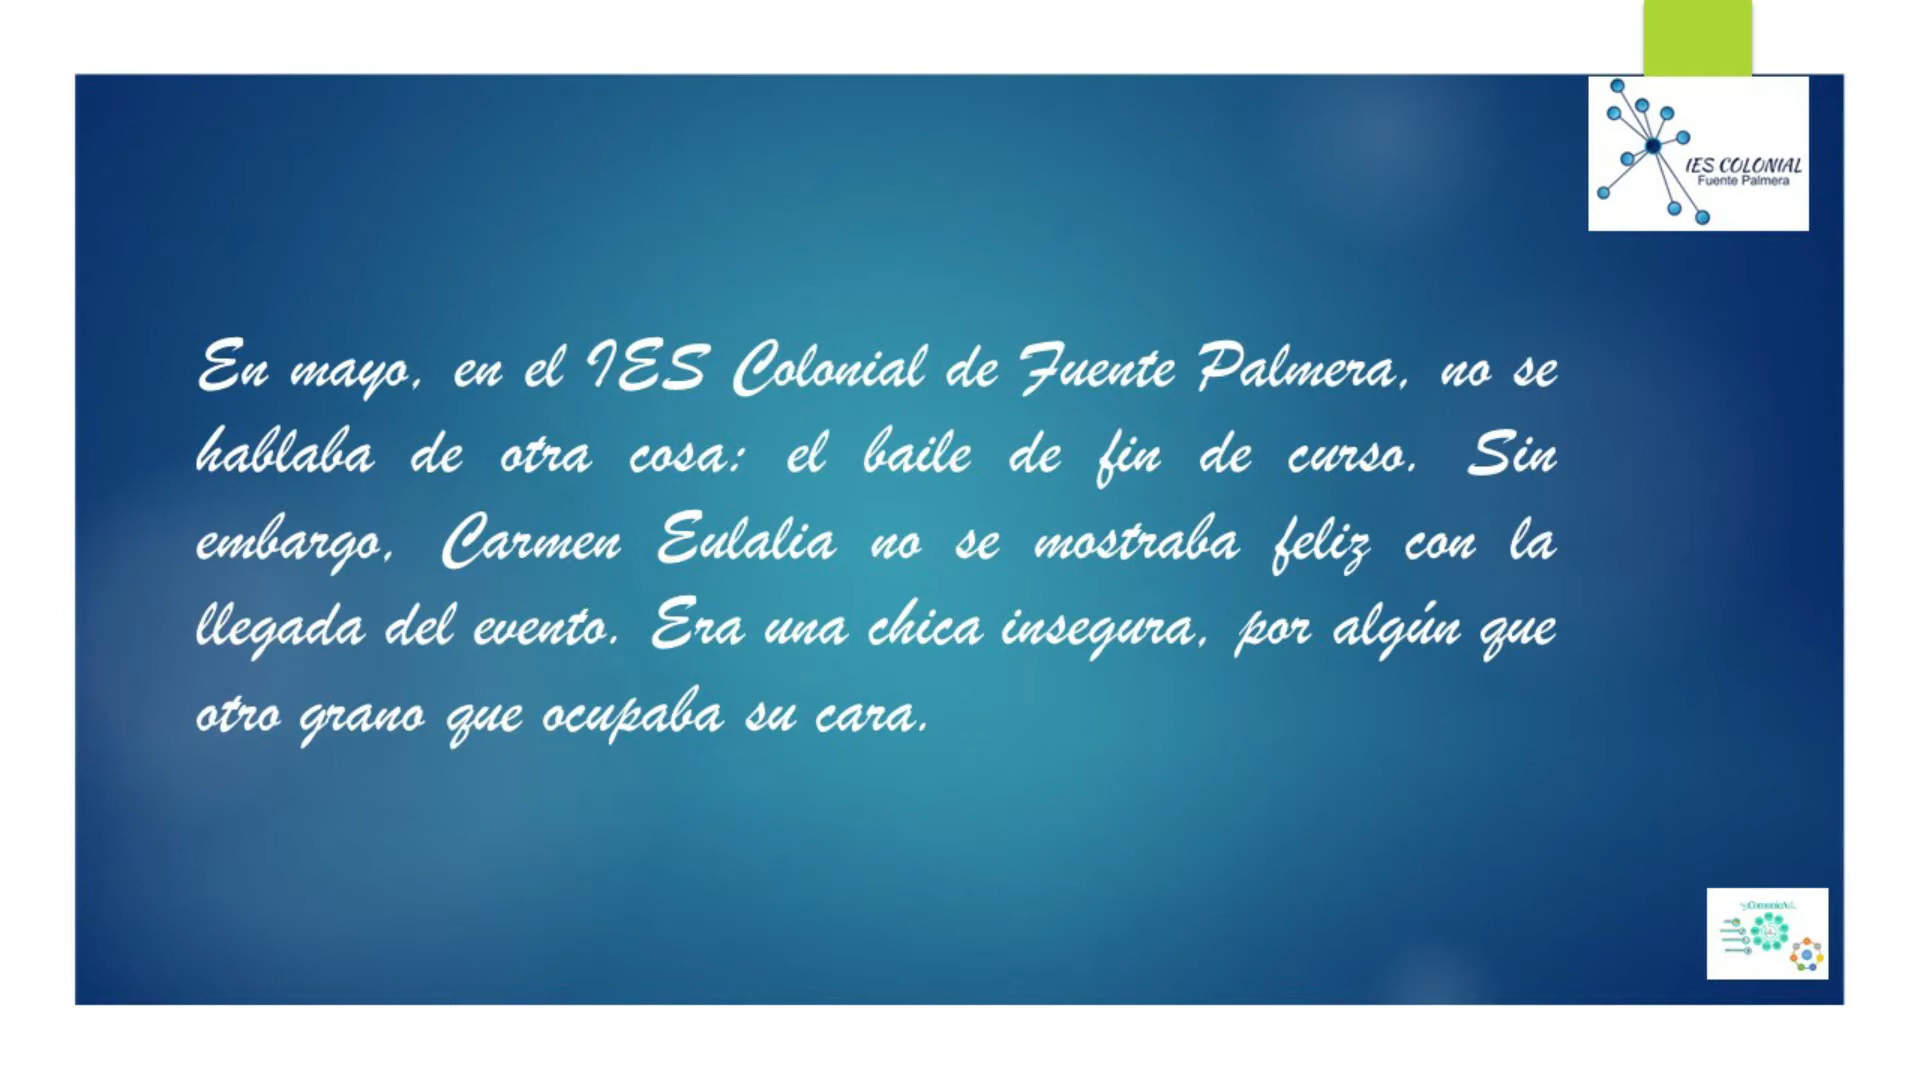 IES COLONIAL
Fuente Palmera
En mayo, en el IES Colonial de Fuente Palmera, no se
hablaba de otra cosa: el baile de fin de curso. Sin
embargo, Carmen Eulalia no se mostraba feliz con la
llegada del evento. Era una chica insegura, por algún que
otro grano que ocupaba su cara.